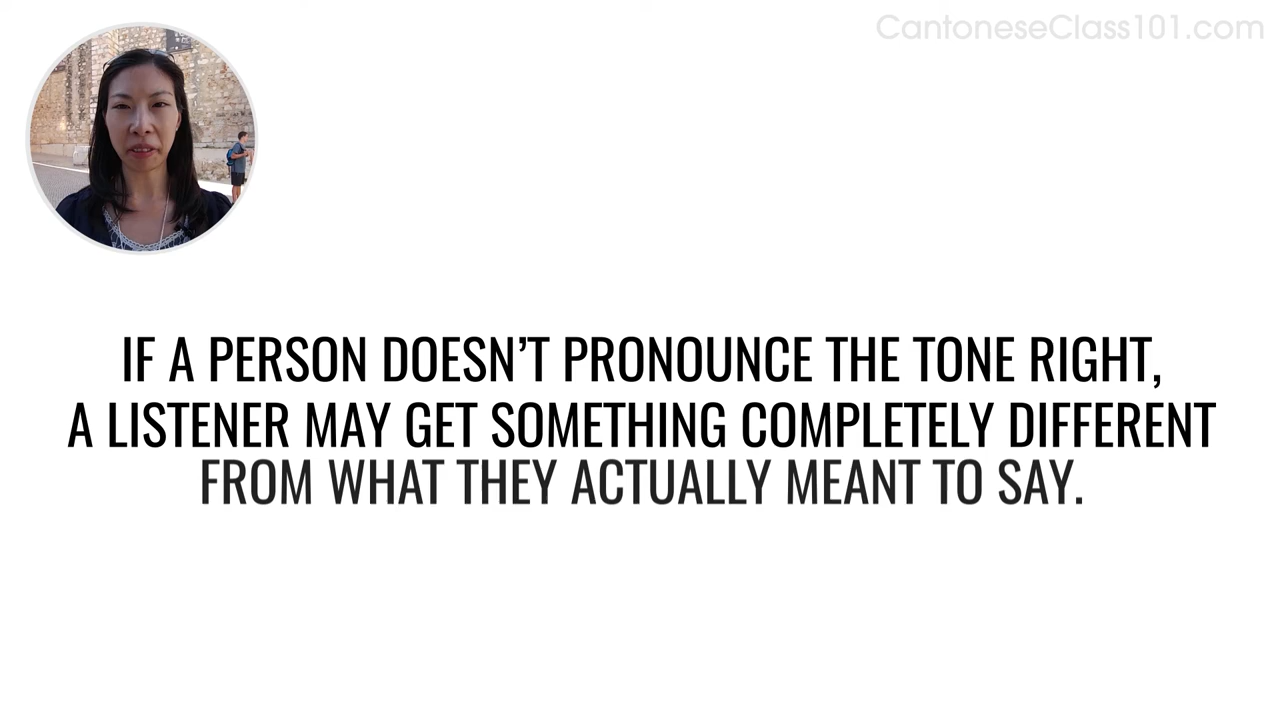 CantoneseClass101.com
IF A PERSON DOESN’T PRONOUNCE THE TONE RIGHT,
A LISTENER MAY GET SOMETHING COMPLETELY DIFFERENT
FROM WHAT THEY ACTUALLY MEANT TO SAY.